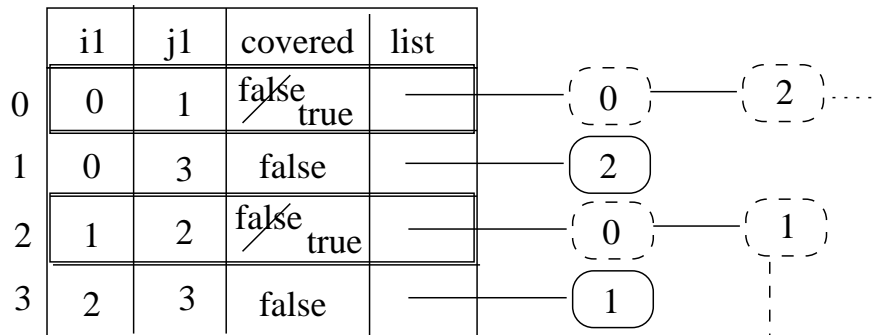 i1 j1 covered list
0 0 1 false true 0 2
1 0 3 false 2
2 1 2 false true 0 1
3 2 3 false 1